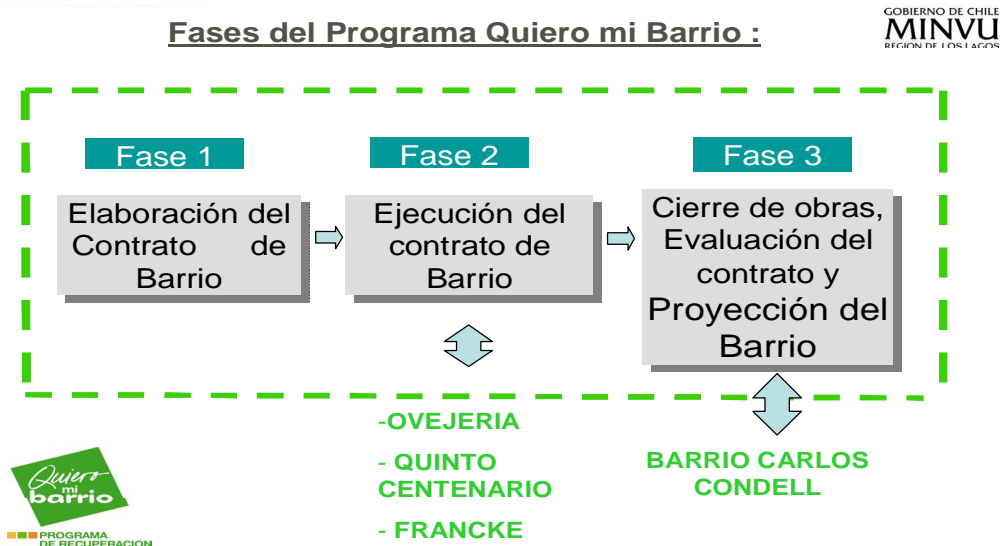 Fases del Programa Quiero mi Barrio :
GOBIERNO DE CHILE
MINVU
REGION DE LOS LAGOS
Fase 1
Elaboración del
Contrato de
Barrio
Fase 2
Ejecución del
contrato de
Barrio
Fase 3
Cierre de obras,
Evaluación del
contrato y
Proyección del
Barrio
-OVEJERIA
- QUINTO
CENTENARIO
- FRANCKE
BARRIO CARLOS
CONDELL
Quiero
mi
barrio
PROGRAMA
DE RECUPERACION